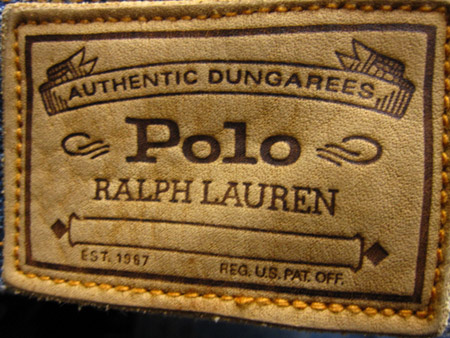 AUTHENTIC DUNGAREES
Polo
RALPH LAUREN
EST. 1967
REG. U.S. PAT. OFF.